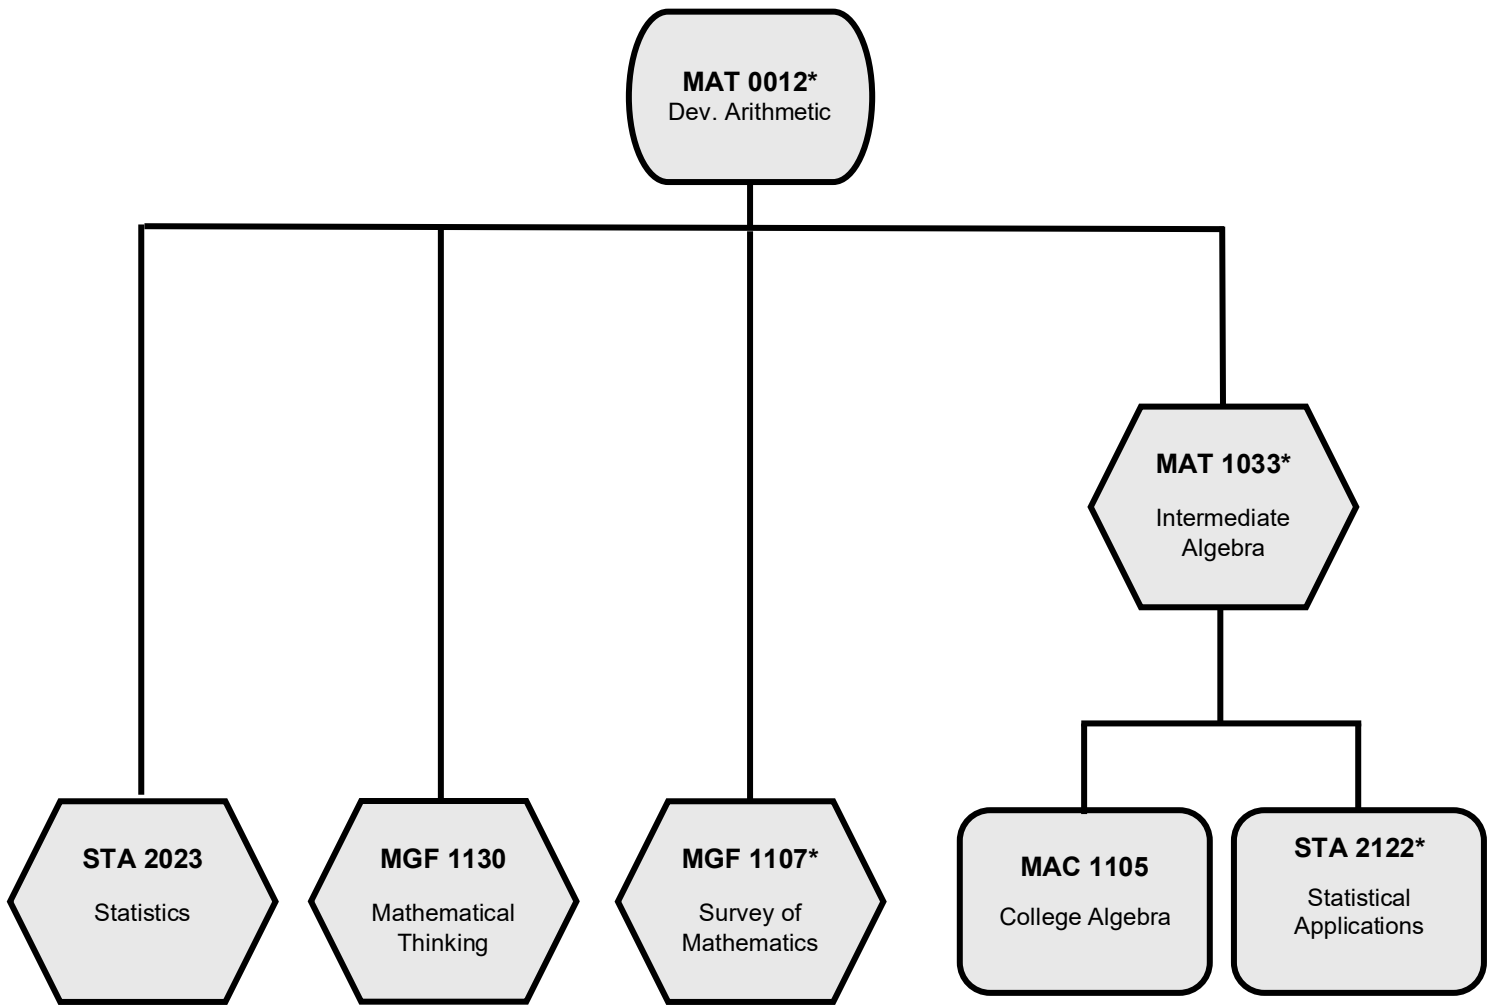 MAT 0012*
Dev. Arithmetic
MAT 1033*
Intermediate
Algebra
STA 2023
Statistics
MGF 1130
Mathematical
Thinking
MGF 1107*
Survey of
Mathematics
MAC 1105
College Algebra
STA 2122*
Statistical
Applications